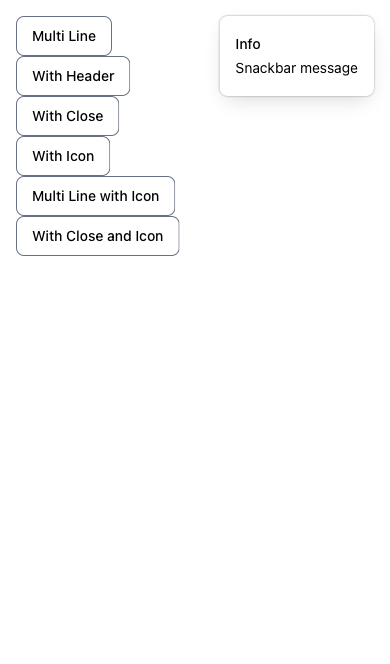 Multi Line
With Header
With Close
With Icon
Multi Line with Icon
With Close and Icon
Info
Snackbar message